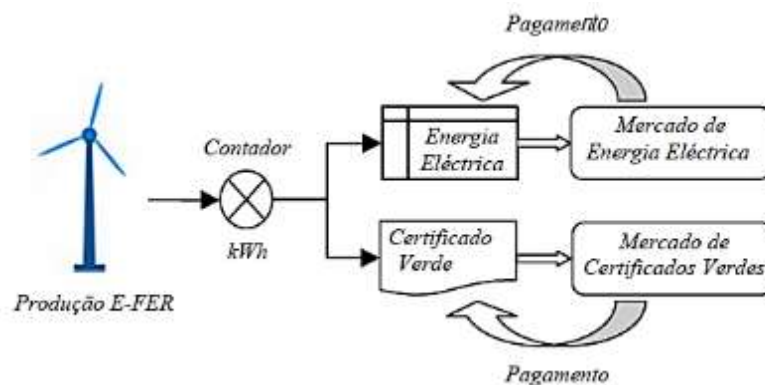 Pagamento
Contador
Energia
Eléctrica
Mercado de
Energia Eléctrica
kWh
Certificado
Verde
Mercado de
Certificados Verdes
Produção E-FER
Pagamento